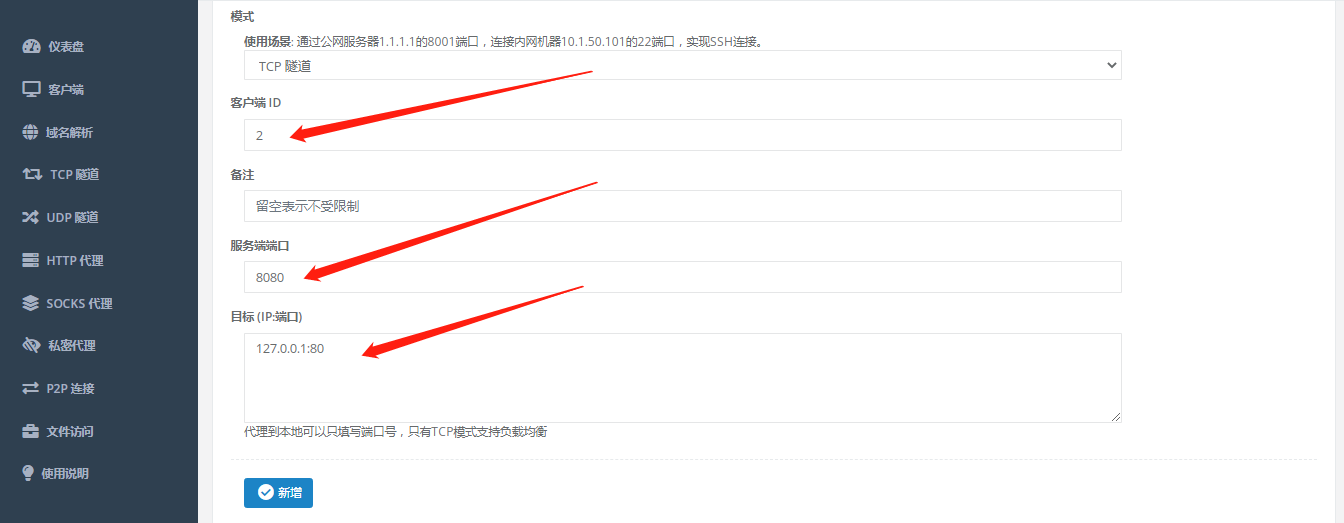 仪表盘
客户端
域名解析
TCP 隧道
UDP 隧道
HTTP 代理
SOCKS 代理
私密代理
P2P 连接
文件访问
使用说明
模式
使用场景: 通过公网服务器1.1.1.1的8001端口，连接内网机器10.1.50.101的22端口，实现SSH连接。
TCP 隧道
客户端 ID
2
备注
留空表示不受限制
服务端端口
8080
目标 (IP:端口)
127.0.0.1:80
代理到本地可以只填写端口号，只有TCP模式支持负载均衡
新增